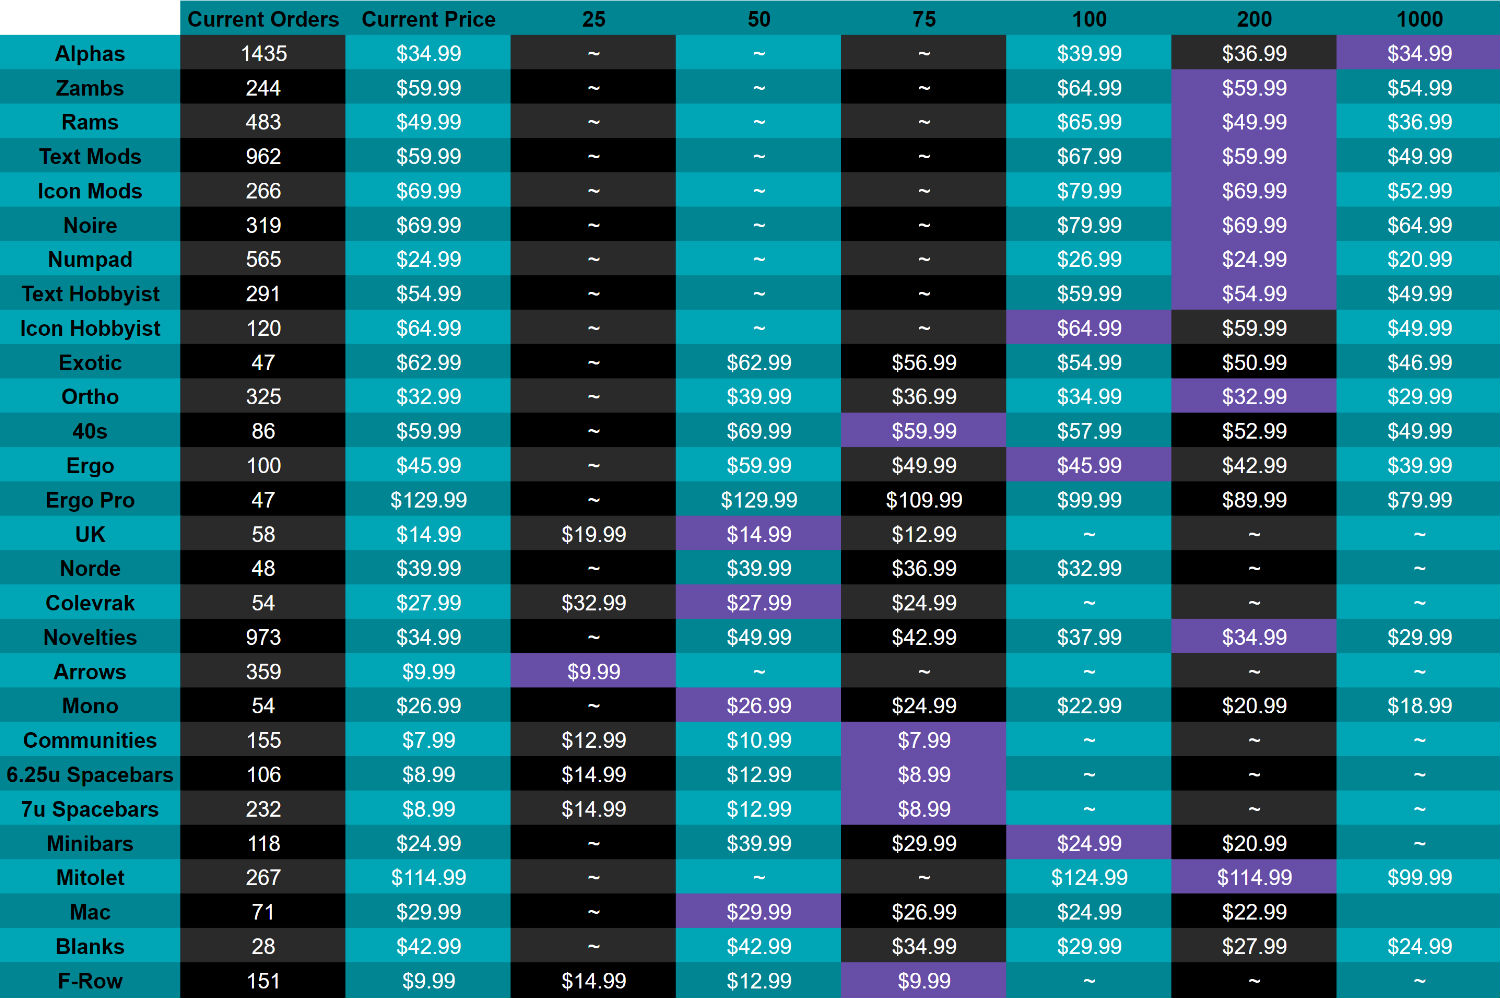 Current Orders Current Price 25 50 75 100 200 1000
Alphas 1435 $34.99 ~ ~ ~ $39.99 $36.99 $34.99
Zambs 244 $59.99 ~ ~ ~ $64.99 $59.99 $54.99
Rams 483 $49.99 ~ ~ ~ $65.99 $49.99 $36.99
Text Mods 962 $59.99 ~ ~ ~ $67.99 $59.99 $49.99
Icon Mods 266 $69.99 ~ ~ ~ $79.99 $69.99 $52.99
Noire 319 $69.99 ~ ~ ~ $79.99 $69.99 $64.99
Numpad 565 $24.99 ~ ~ ~ $26.99 $24.99 $20.99
Text Hobbyist 291 $54.99 ~ ~ ~ $59.99 $54.99 $49.99
Icon Hobbyist 120 $64.99 ~ ~ ~ $64.99 $59.99 $49.99
Exotic 47 $62.99 ~ $62.99 $56.99 $54.99 $50.99 $46.99
Ortho 325 $32.99 ~ $39.99 $36.99 $34.99 $32.99 $29.99
40s 86 $59.99 ~ $69.99 $59.99 $57.99 $52.99 $49.99
Ergo 100 $45.99 ~ $59.99 $49.99 $45.99 $42.99 $39.99
Ergo Pro 47 $129.99 ~ $129.99 $109.99 $99.99 $89.99 $79.99
UK 58 $14.99 $19.99 $14.99 $12.99 ~ ~ ~
Norde 48 $39.99 ~ $39.99 $36.99 $32.99 ~ ~
Colevrak 54 $27.99 $32.99 $27.99 $24.99 ~ ~ ~
Novelties 973 $34.99 ~ $49.99 $42.99 $37.99 $34.99 $29.99
Arrows 359 $9.99 $9.99 ~ ~ ~ ~ ~
Mono 54 $26.99 ~ $26.99 $24.99 $22.99 $20.99 $18.99
Communities 155 $7.99 $12.99 $10.99 $7.99 ~ ~ ~
6.25u Spacebars 106 $8.99 $14.99 $12.99 $8.99 ~ ~ ~
7u Spacebars 232 $8.99 $14.99 $12.99 $8.99 ~ ~ ~
Minibars 118 $24.99 ~ $39.99 $29.99 $24.99 $20.99 ~
Mitolet 267 $114.99 ~ ~ ~ $124.99 $114.99 $99.99
Mac 71 $29.99 ~ $29.99 $26.99 $24.99 $22.99
Blanks 28 $42.99 ~ $42.99 $34.99 $29.99 $27.99 $24.99
F-Row 151 $9.99 $14.99 $12.99 $9.99 ~ ~ ~